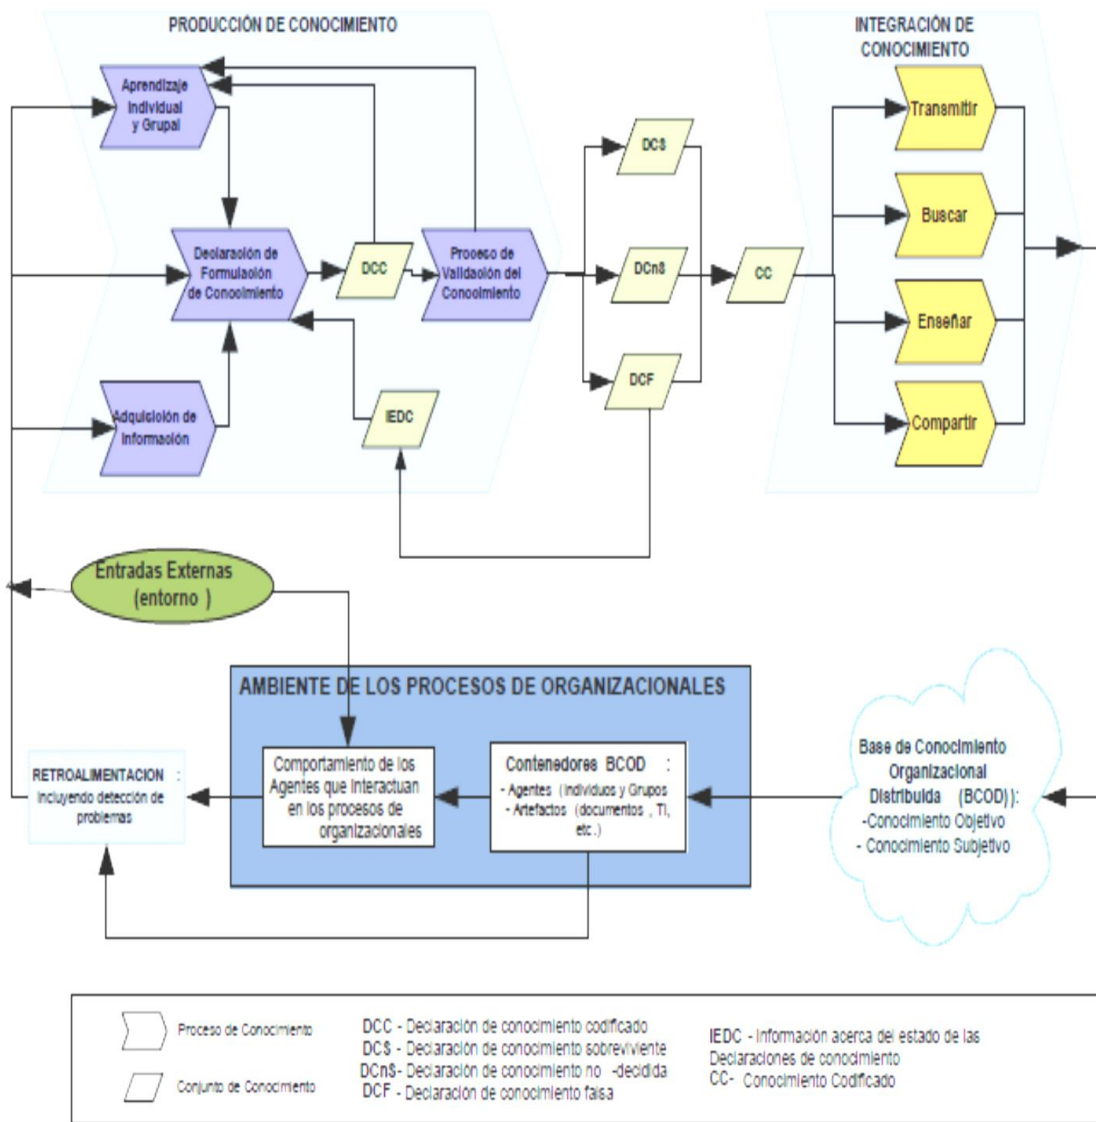 PRODUCCIÓN DE CONOCIMIENTO
INTEGRACIÓN DE
CONOCIMIENTO
Aprendizaje
Individual
y Grupal
Declaración de
Formulación
de Conocimiento
Adquisición de
Información
DCC
IEDC
Proceso de
Validación del
Conocimiento
DCS
DCnS
DCF
CC
Transmitir
Buscar
Enseñar
Compartir
Entradas Externas
(entorno )
AMBIENTE DE LOS PROCESOS DE ORGANIZACIONALES
RETROALIMENTACION :
Incluyendo detección de
problemas
Comportamiento de los
Agentes que interactuan
en los procesos de
organizacionales
Contenedores BCOD :
- Agentes (Individuos y Grupos
- Artefactos (documentos , TI,
etc.)
Base de Conocimiento
Organizacional
Distribuida (BCOD)):
-Conocimiento Objetivo
- Conocimiento Subjetivo
Proceso de Conocimiento
Conjunto de Conocimiento
DCC - Declaración de conocimiento codificado
DCS - Declaración de conocimiento sobreviviente
DCnS- Declaración de conocimiento no -decidida
DCF - Declaración de conocimiento falsa
IEDC - Información acerca del estado de las
Declaraciones de conocimiento
CC- Conocimiento Codificado